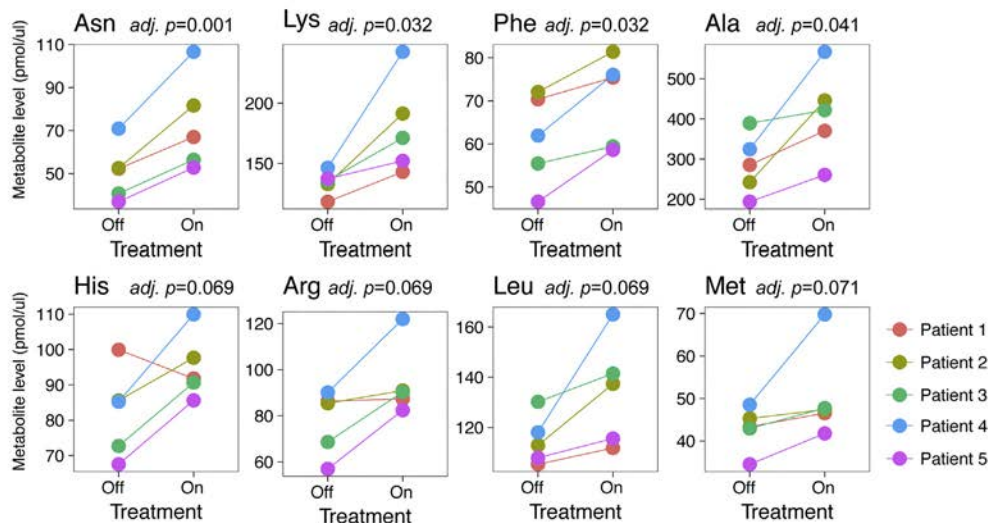 Asn adj. p=0.001
Lys adj. p=0.032
Phe adj. p=0.032
Ala adj. p=0.041
Metabolite level (pmol/ul)
110
90
70
50
200
150
80
70
60
50
500
400
300
200
Off On
Off On
Off On
Off On
Treatment
Treatment
Treatment
Treatment
His adj. p=0.069
Arg adj. p=0.069
Leu adj. p=0.069
Met adj. p=0.071
Metabolite level (pmol/ul)
110
100
90
80
70
120
100
80
60
160
140
120
70
60
50
40
Patient 1
Patient 2
Patient 3
Patient 4
Patient 5
Off On
Off On
Off On
Off On
Treatment
Treatment
Treatment
Treatment